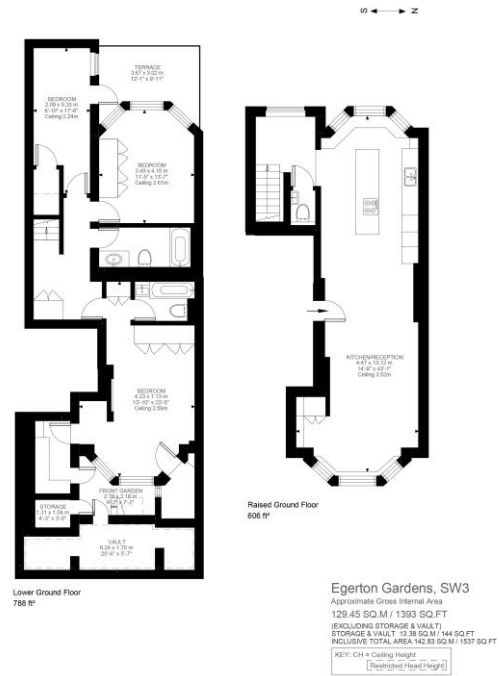 S N
TERRACE
3.67 x 3.02 m
12'-1" x 9'-11"
BEDROOM
2.09 x 5.33 m
6'-10" x 17'-6"
Ceiling 2.24m
BEDROOM
3.49 x 4.15 m
11'-5" x 13'-7"
Ceiling 2.61m
BEDROOM
4.23 x 7.13 m
13'-10" x 23'-5"
Ceiling 2.59m
FRONT GARDEN
STORAGE
1.31 x 1.04 m
4'-3" x 3'-5"
VAULT
6.24 x 1.70 m
20'-6" x 5'-7"
Lower Ground Floor
788 ft²
KITCHEN/RECEPTION
4.47 x 13.12 m
14'-8" x 43'-1"
Ceiling 3.52m
Raised Ground Floor
606 ft²
Egerton Gardens, SW3
Approximate Gross Internal Area
129.45 SQ.M / 1393 SQ.FT
(EXCLUDING STORAGE & VAULT)
STORAGE & VAULT 13.38 SQ.M / 144 SQ.FT
INCLUSIVE TOTAL AREA 142.83 SQ.M / 1537 SQ.FT
KEY: CH = Ceiling Height
Restricted Head Height